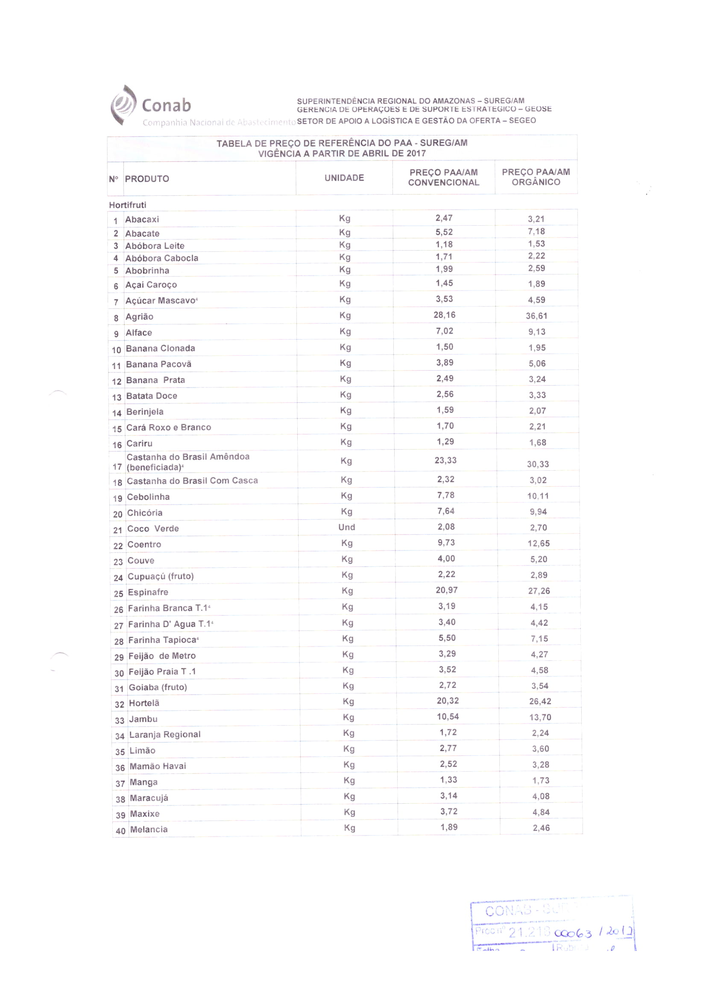 Conab
Companhia Nacional de Abastecimento
SUPERINTENDÊNCIA REGIONAL DO AMAZONAS – SUREG/AM
GERENCIA DE OPERAÇOES E DE SUPORTE ESTRATEGICO – GEOSE
SETOR DE APOIO A LOGÍSTICA E GESTÃO DA OFERTA – SEGEO
TABELA DE PREÇO DE REFERÊNCIA DO PAA - SUREG/AM
VIGÊNCIA A PARTIR DE ABRIL DE 2017
Nº PRODUTO UNIDADE PREÇO PAA/AM CONVENCIONAL PREÇO PAA/AM ORGÂNICO
Hortifruti
1 Abacaxi Kg 2,47 3,21
2 Abacate Kg 5,52 7,18
3 Abóbora Leite Kg 1,18 1,53
4 Abóbora Cabocla Kg 1,71 2,22
5 Abobrinha Kg 1,99 2,59
6 Açaí Caroço Kg 1,45 1,89
7 Açúcar Mascavo⁴ Kg 3,53 4,59
8 Agrião Kg 28,16 36,61
9 Alface Kg 7,02 9,13
10 Banana Clonada Kg 1,50 1,95
11 Banana Pacovã Kg 3,89 5,06
12 Banana Prata Kg 2,49 3,24
13 Batata Doce Kg 2,56 3,33
14 Berinjela Kg 1,59 2,07
15 Cará Roxo e Branco Kg 1,70 2,21
16 Cariru Kg 1,29 1,68
17 Castanha do Brasil Amêndoa (beneficiada)⁴ Kg 23,33 30,33
18 Castanha do Brasil Com Casca Kg 2,32 3,02
19 Cebolinha Kg 7,78 10,11
20 Chicória Kg 7,64 9,94
21 Coco Verde Und 2,08 2,70
22 Coentro Kg 9,73 12,65
23 Couve Kg 4,00 5,20
24 Cupuaçú (fruto) Kg 2,22 2,89
25 Espinafre Kg 20,97 27,26
26 Farinha Branca T.1⁴ Kg 3,19 4,15
27 Farinha D' Agua T.1⁴ Kg 3,40 4,42
28 Farinha Tapioca⁴ Kg 5,50 7,15
29 Feijão de Metro Kg 3,29 4,27
30 Feijão Praia T .1 Kg 3,52 4,58
31 Goiaba (fruto) Kg 2,72 3,54
32 Hortelã Kg 20,32 26,42
33 Jambu Kg 10,54 13,70
34 Laranja Regional Kg 1,72 2,24
35 Limão Kg 2,77 3,60
36 Mamão Havai Kg 2,52 3,28
37 Manga Kg 1,33 1,73
38 Maracujá Kg 3,14 4,08
39 Maxixe Kg 3,72 4,84
40 Melancia Kg 1,89 2,46
CONAB -
Proc nº 21.218 00063 / 2017
Folha